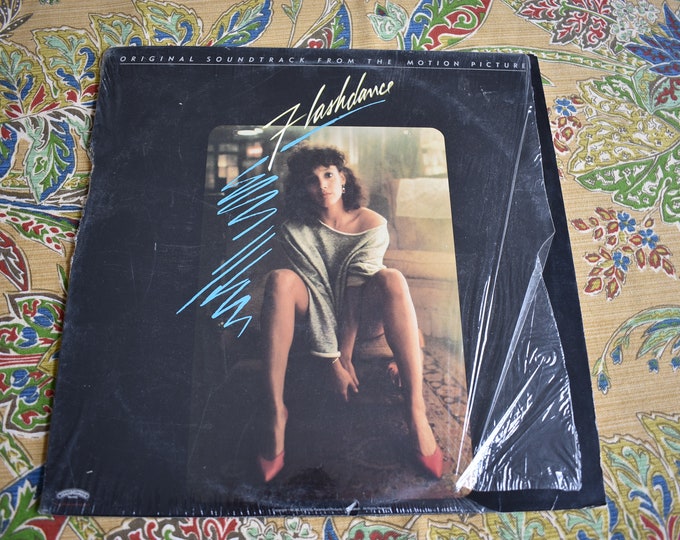 ORIGINAL SOUNDTRACK FROM THE MOTION PICTURE
Flashdance